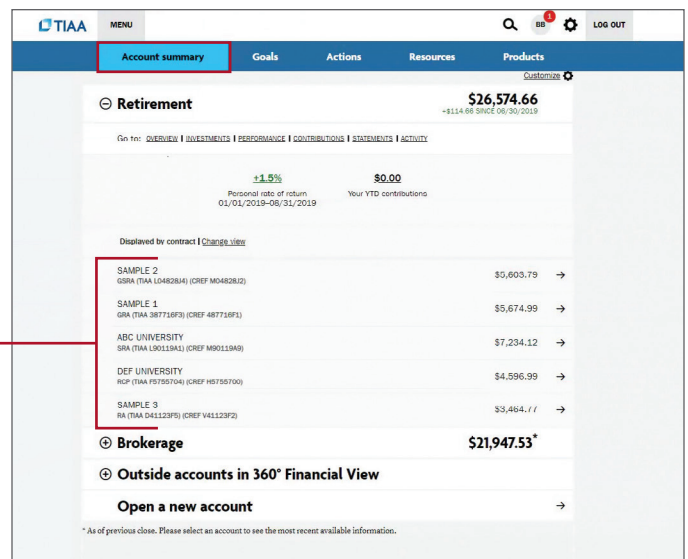 TIAA
MENU
BB
1
LOG OUT
Account summary
Goals
Actions
Resources
Products
Customize
Retirement
$26,574.66
+$114.66 SINCE 06/30/2019
Go to: OVERVIEW | INVESTMENTS | PERFORMANCE | CONTRIBUTIONS | STATEMENTS | ACTIVITY
+1.5%
$0.00
Personal rate of return
Your YTD contributions
01/01/2019–08/31/2019
Displayed by contract | Change view
SAMPLE 2
GSRA (TIAA L04828J4) (CREF M04828J2)
$5,603.79
SAMPLE 1
GRA (TIAA 387716F3) (CREF 487716F1)
$5,674.99
ABC UNIVERSITY
SRA (TIAA L90119A1) (CREF M90119A9)
$7,234.12
DEF UNIVERSITY
RCP (TIAA F5755704) (CREF H5755700)
$4,596.99
SAMPLE 3
RA (TIAA D41123F5) (CREF V41123F2)
$3,464.77
Brokerage
$21,947.53*
Outside accounts in 360° Financial View
Open a new account
* As of previous close. Please select an account to see the most recent available information.